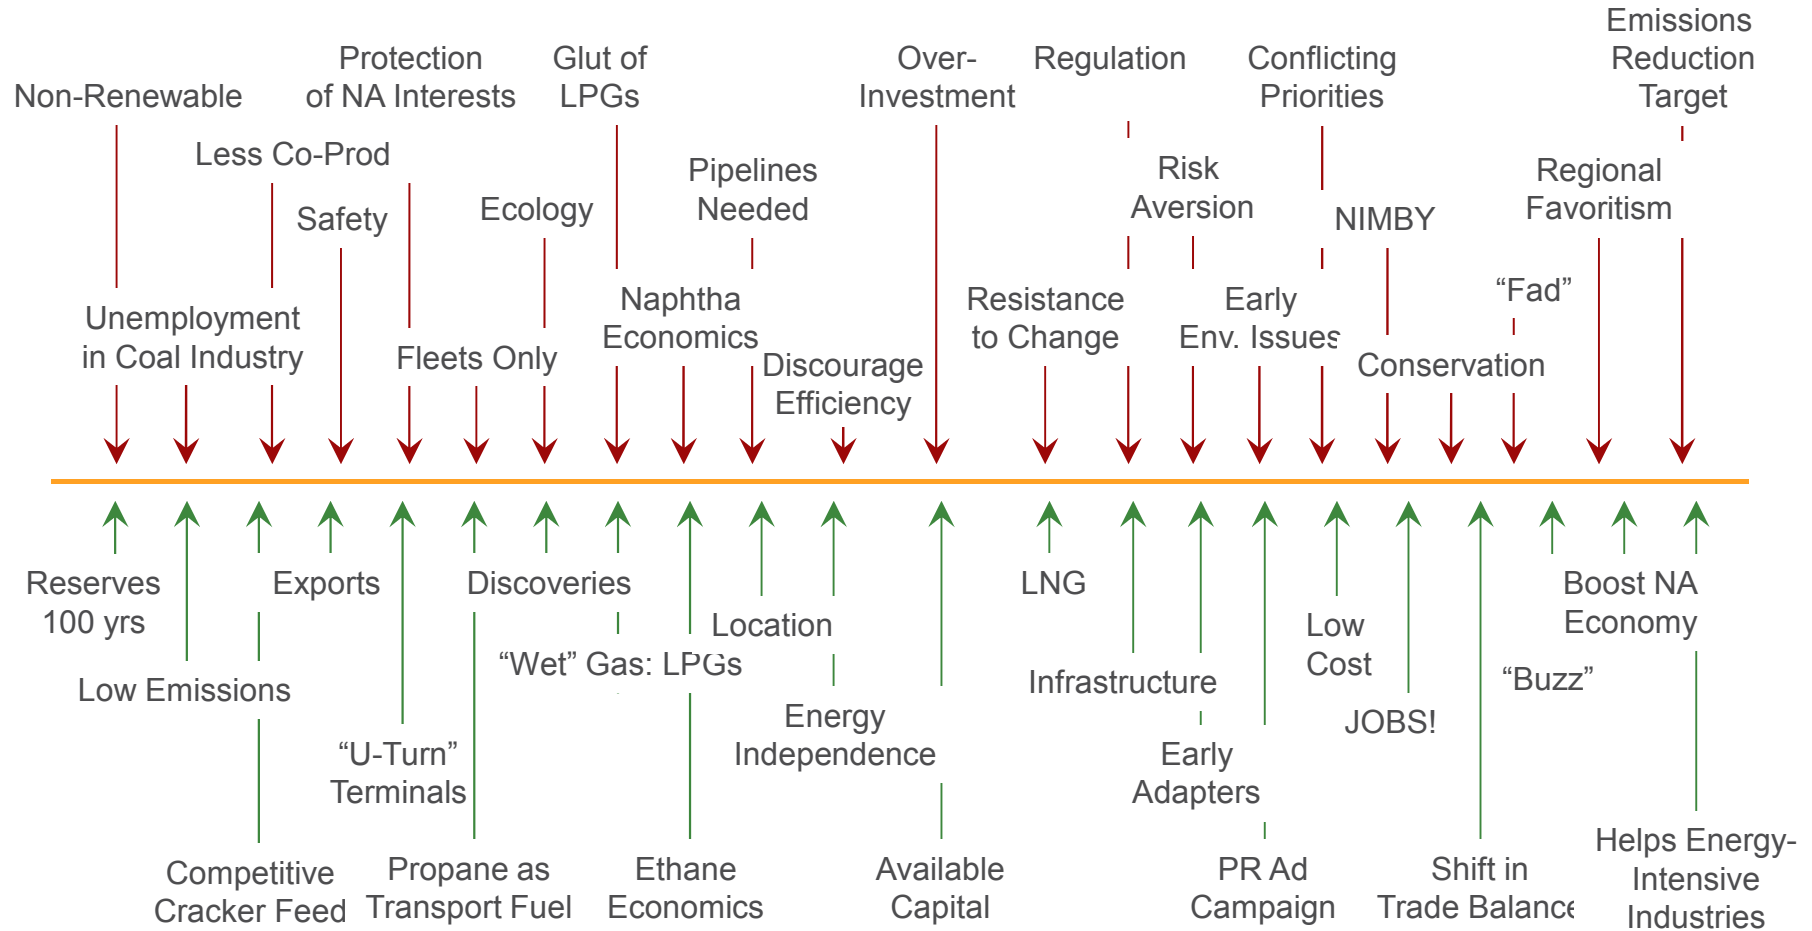 Non-Renewable
Protection
of NA Interests
Glut of
LPGs
Over-
Investment
Regulation
Conflicting
Priorities
Emissions
Reduction
Target
Less Co-Prod
Safety
Ecology
Pipelines
Needed
Risk
Aversion
NIMBY
Regional
Favoritism
Unemployment
in Coal Industry
Fleets Only
Naphtha
Economics
Discourage
Efficiency
Resistance
to Change
Early
Env. Issues
“Fad”
Conservation
Reserves
100 yrs
Exports
Discoveries
LNG
Boost NA
Economy
Low Emissions
“Wet” Gas: LPGs
Location
Infrastructure
Low
Cost
“Buzz”
“U-Turn”
Terminals
Energy
Independence
Early
Adapters
JOBS!
Competitive
Cracker Feed
Propane as
Transport Fuel
Ethane
Economics
Available
Capital
PR Ad
Campaign
Shift in
Trade Balance
Helps Energy-
Intensive
Industries